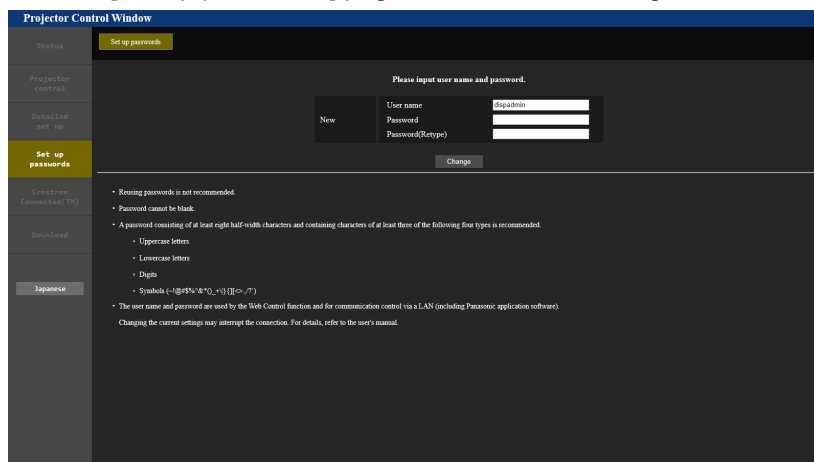 Projector Control Window
Status
Set up passwords
Projector
control
Please input user name and password.
Detailed
set up
New
User name
dispadmin
Password
Password(Retype)
Set up
passwords
Change
Crestron
Connected(TM)
• Reusing passwords is not recommended.
• Password cannot be blank.
• A password consisting of at least eight half-width characters and containing characters of at least three of the following four types is recommended.
Download
• Uppercase letters
• Lowercase letters
• Digits
Japanese
• Symbols (~!@#$%^&*()_+\|} {][<>.,/?`)
• The user name and password are used by the Web Control function and for communication control via a LAN (including Panasonic application software).
Changing the current settings may interrupt the connection. For details, refer to the user's manual.